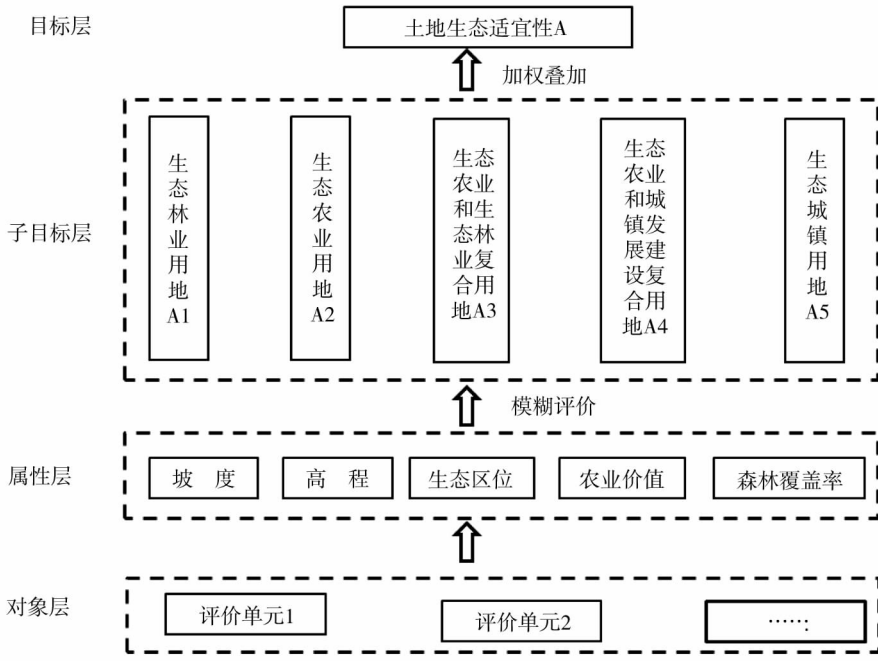 目标层
土地生态适宜性A
加权叠加
子目标层
生态林业用地A1
生态农业用地A2
生态农业和生态林业复合用地A3
生态农业和城镇发展建设复合用地A4
生态城镇用地A5
模糊评价
属性层
坡 度
高 程
生态区位
农业价值
森林覆盖率
对象层
评价单元1
评价单元2
……: